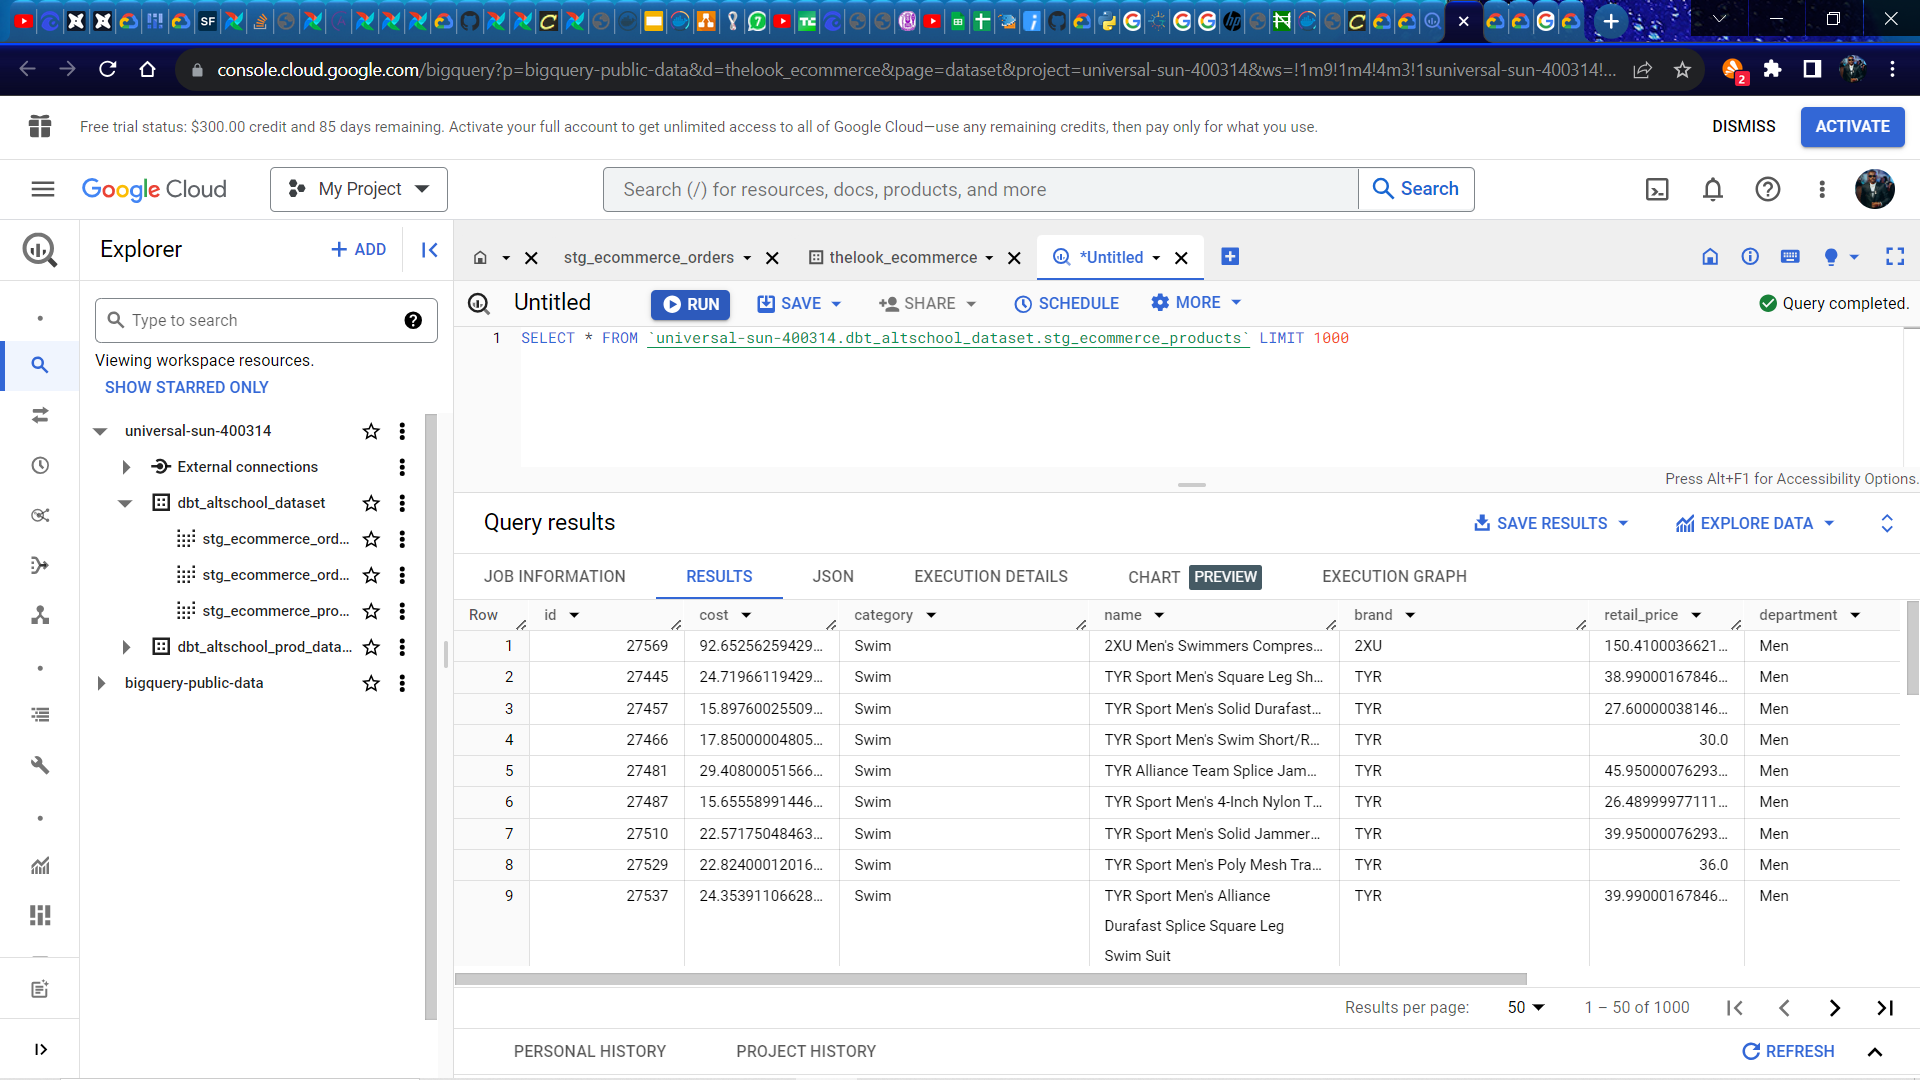 console.cloud.google.com/bigquery?p=bigquery-public-data&d=thelook_ecommerce&page=dataset&project=universal-sun-400314&ws=!1m9!1m4!4m3!1suniversal-sun-400314!...
2
Free trial status: $300.00 credit and 85 days remaining. Activate your full account to get unlimited access to all of Google Cloud—use any remaining credits, then pay only for what you use.
DISMISS
ACTIVATE
Google Cloud
My Project
Search (/) for resources, docs, products, and more
Search
Explorer
+ ADD
stg_ecommerce_orders
thelook_ecommerce
*Untitled
Untitled
RUN
SAVE
SHARE
SCHEDULE
MORE
Query completed.
Type to search
Viewing workspace resources.
SHOW STARRED ONLY
universal-sun-400314
External connections
dbt_altschool_dataset
stg_ecommerce_ord...
stg_ecommerce_ord...
stg_ecommerce_pro...
dbt_altschool_prod_data...
bigquery-public-data
1 SELECT * FROM `universal-sun-400314.dbt_altschool_dataset.stg_ecommerce_products` LIMIT 1000
Press Alt+F1 for Accessibility Options.
Query results
SAVE RESULTS
EXPLORE DATA
JOB INFORMATION RESULTS JSON EXECUTION DETAILS CHART PREVIEW EXECUTION GRAPH
Row id cost category name brand retail_price department
1 27569 92.65256259429... Swim 2XU Men's Swimmers Compres... 2XU 150.4100036621... Men
2 27445 24.71966119429... Swim TYR Sport Men's Square Leg Sh... TYR 38.99000167846... Men
3 27457 15.89760025509... Swim TYR Sport Men's Solid Durafast... TYR 27.60000038146... Men
4 27466 17.85000004805... Swim TYR Sport Men's Swim Short/R... TYR 30.0 Men
5 27481 29.40800051566... Swim TYR Alliance Team Splice Jam... TYR 45.95000076293... Men
6 27487 15.65558991446... Swim TYR Sport Men's 4-Inch Nylon T... TYR 26.48999977111... Men
7 27510 22.57175048463... Swim TYR Sport Men's Solid Jammer... TYR 39.95000076293... Men
8 27529 22.82400012016... Swim TYR Sport Men's Poly Mesh Tra... TYR 36.0 Men
9 27537 24.35391106628... Swim TYR Sport Men's Alliance TYR 39.99000167846... Men
Durafast Splice Square Leg
Swim Suit
Results per page: 50 1 – 50 of 1000
PERSONAL HISTORY PROJECT HISTORY
REFRESH